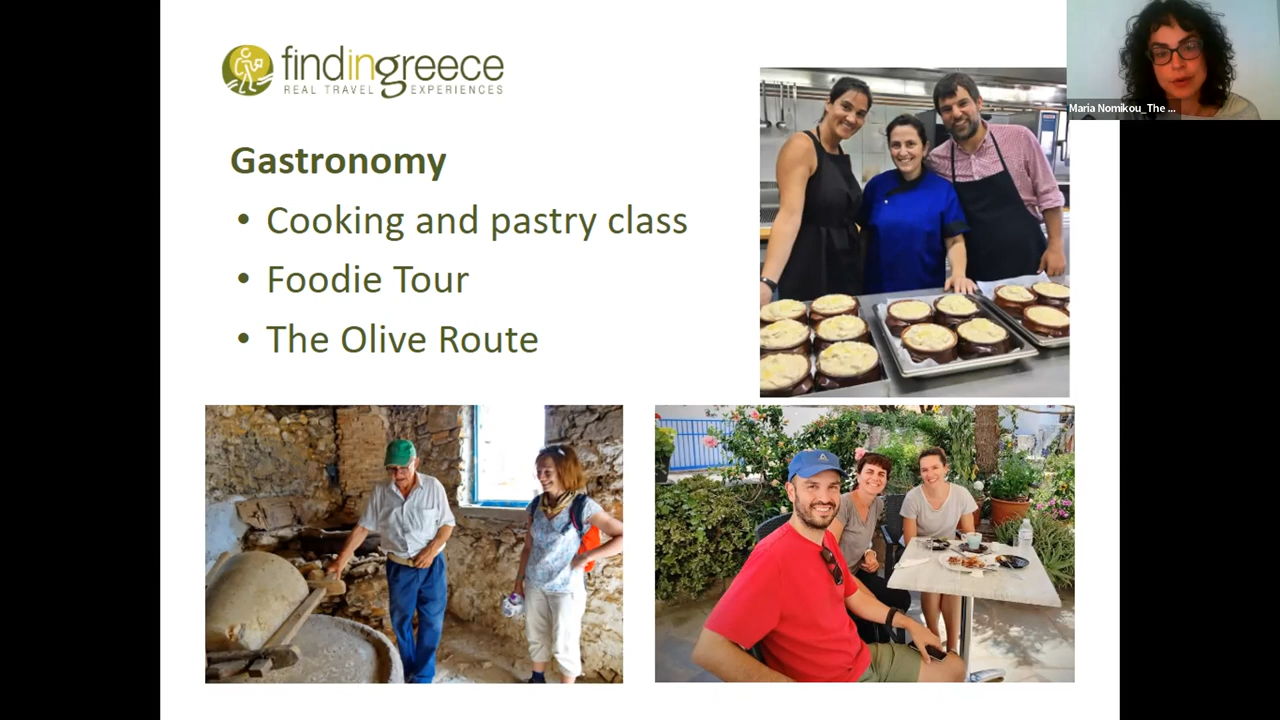 findingreece
REAL TRAVEL EXPERIENCES
Maria Nomikou_The ...
Gastronomy
• Cooking and pastry class
• Foodie Tour
• The Olive Route